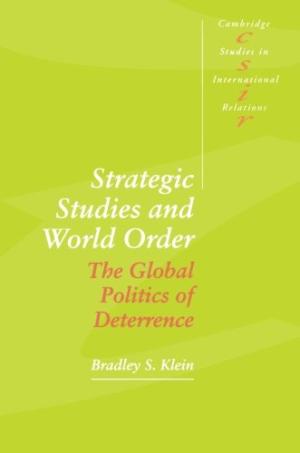 Cambridge
c
Studies in
s
International
i
Relations
r
Strategic
Studies and
World Order
The Global
Politics of
Deterrence
Bradley S. Klein